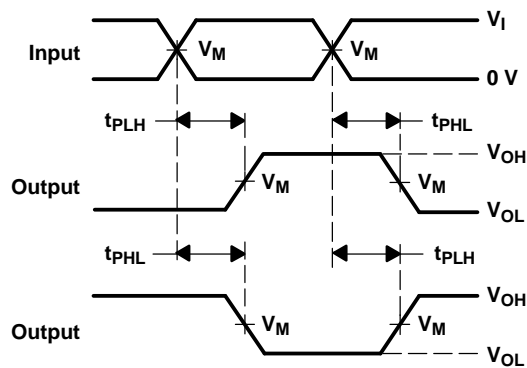 V_I
Input
V_M
V_M
0 V
t_PLH
t_PHL
V_OH
Output
V_M
V_M
V_OL
t_PHL
t_PLH
V_OH
Output
V_M
V_M
V_OL